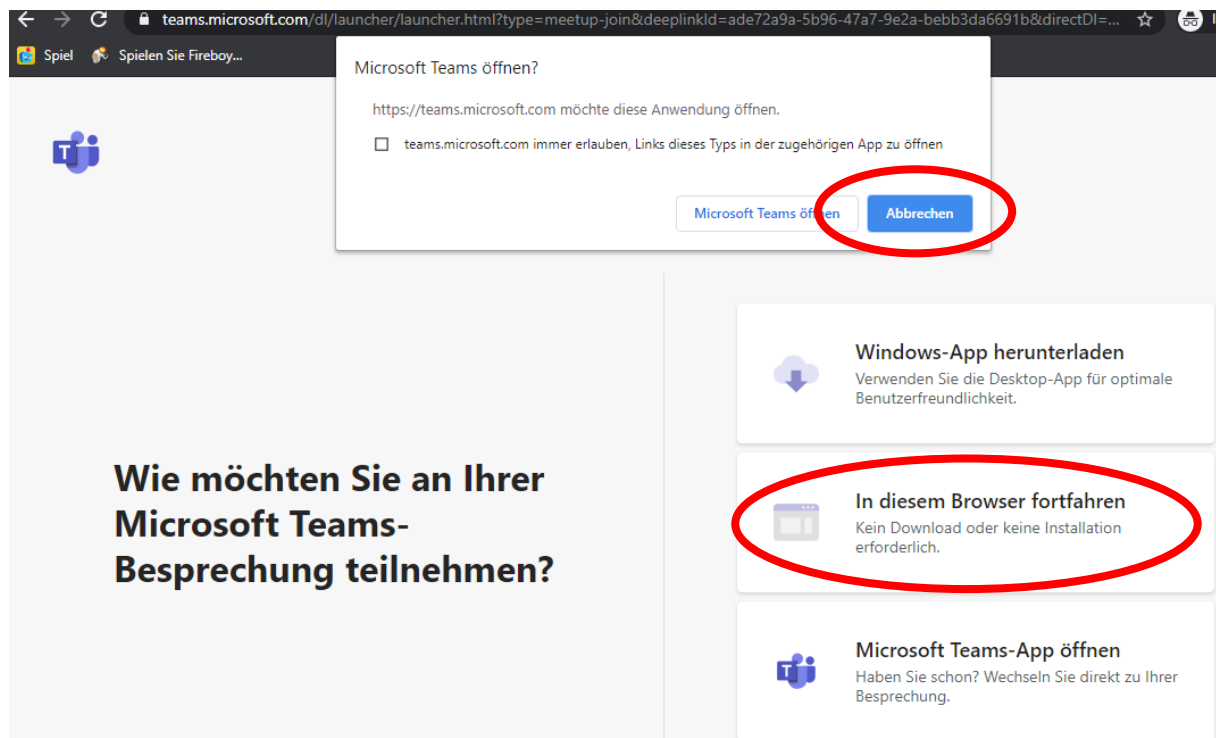 teams.microsoft.com/dl/launcher/launcher.html?type=meetup-join&deeplinkId=ade72a9a-5b96-47a7-9e2a-bebb3da6691b&directDl=...
Spiel Spielen Sie Fireboy...
Microsoft Teams öffnen?
https://teams.microsoft.com möchte diese Anwendung öffnen.
teams.microsoft.com immer erlauben, Links dieses Typs in der zugehörigen App zu öffnen
Microsoft Teams öffnen Abbrechen
Windows-App herunterladen
Verwenden Sie die Desktop-App für optimale
Benutzerfreundlichkeit.
Wie möchten Sie an Ihrer
Microsoft Teams-
Besprechung teilnehmen?
In diesem Browser fortfahren
Kein Download oder keine Installation
erforderlich.
Microsoft Teams-App öffnen
Haben Sie schon? Wechseln Sie direkt zu Ihrer
Besprechung.